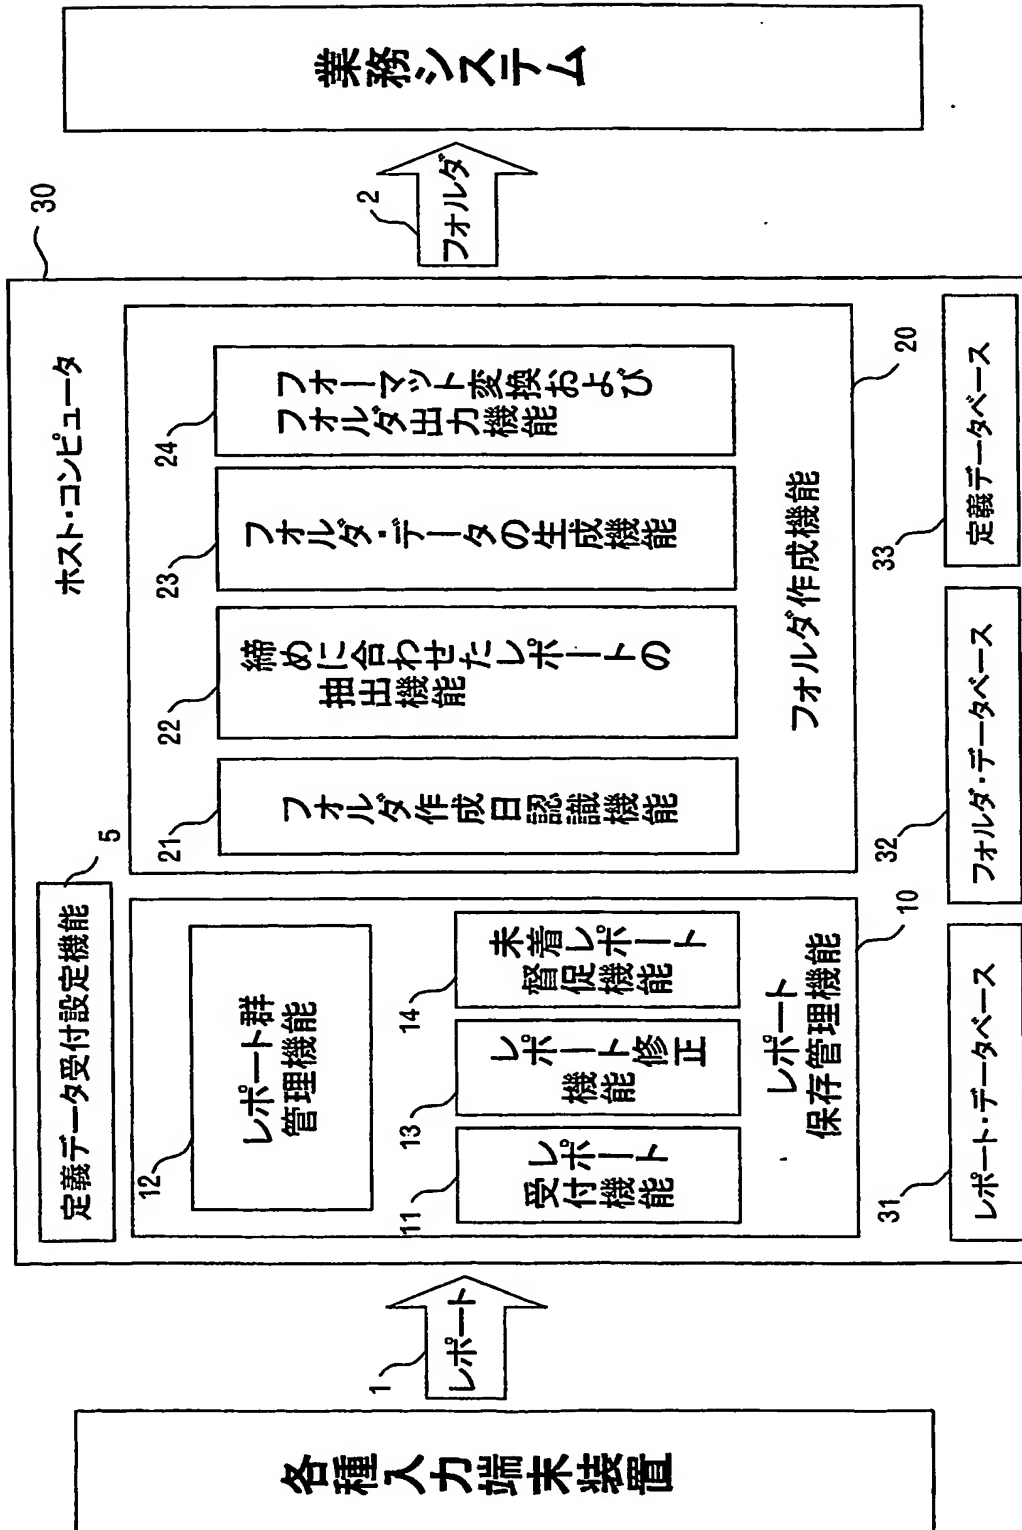 各種入力端末装置
1
レポート
30
ホスト・コンピュータ
定義データ受付設定機能
5
12
レポート群
管理機能
11
レポート
受付機能
13
レポート修正
機能
14
未着レポート
督促機能
レポート
保存管理機能
10
21
フォルダ作成日認識機能
22
締めに合わせたレポートの
抽出機能
23
フォルダ・データの生成機能
24
フォーマット変換および
フォルダ出力機能
フォルダ作成機能
20
31
レポート・データベース
32
フォルダ・データベース
33
定義データベース
2
フォルダ
業務システム